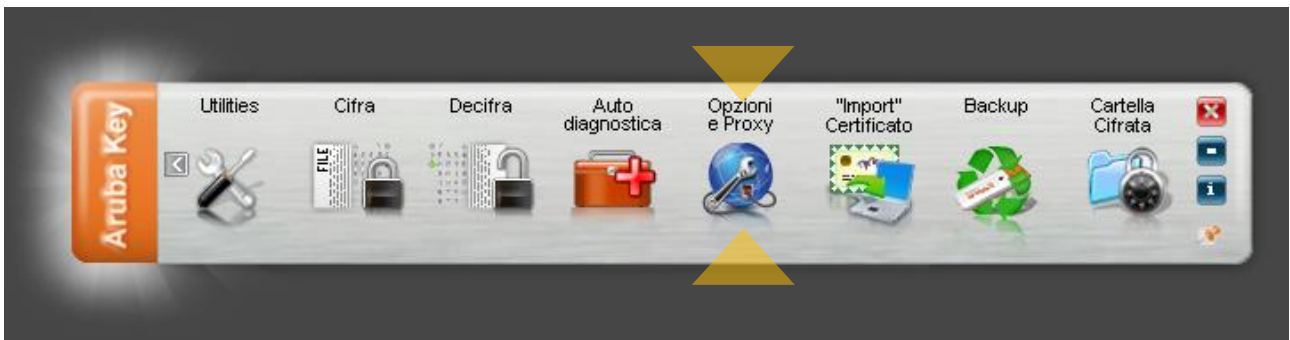 Aruba Key
Utilities
Cifra
Decifra
Auto
diagnostica
Opzioni
e Proxy
"Import"
Certificato
Backup
Cartella
Cifrata
FILE